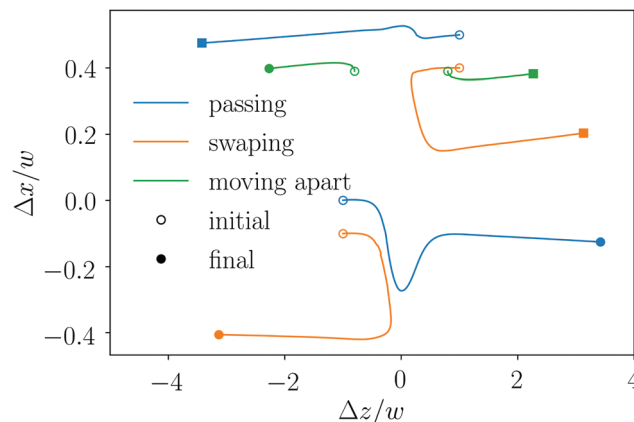 0.4
0.2
0.0
−0.2
−0.4
Δx/w
passing
swaping
moving apart
initial
final
−4
−2
0
2
4
Δz/w